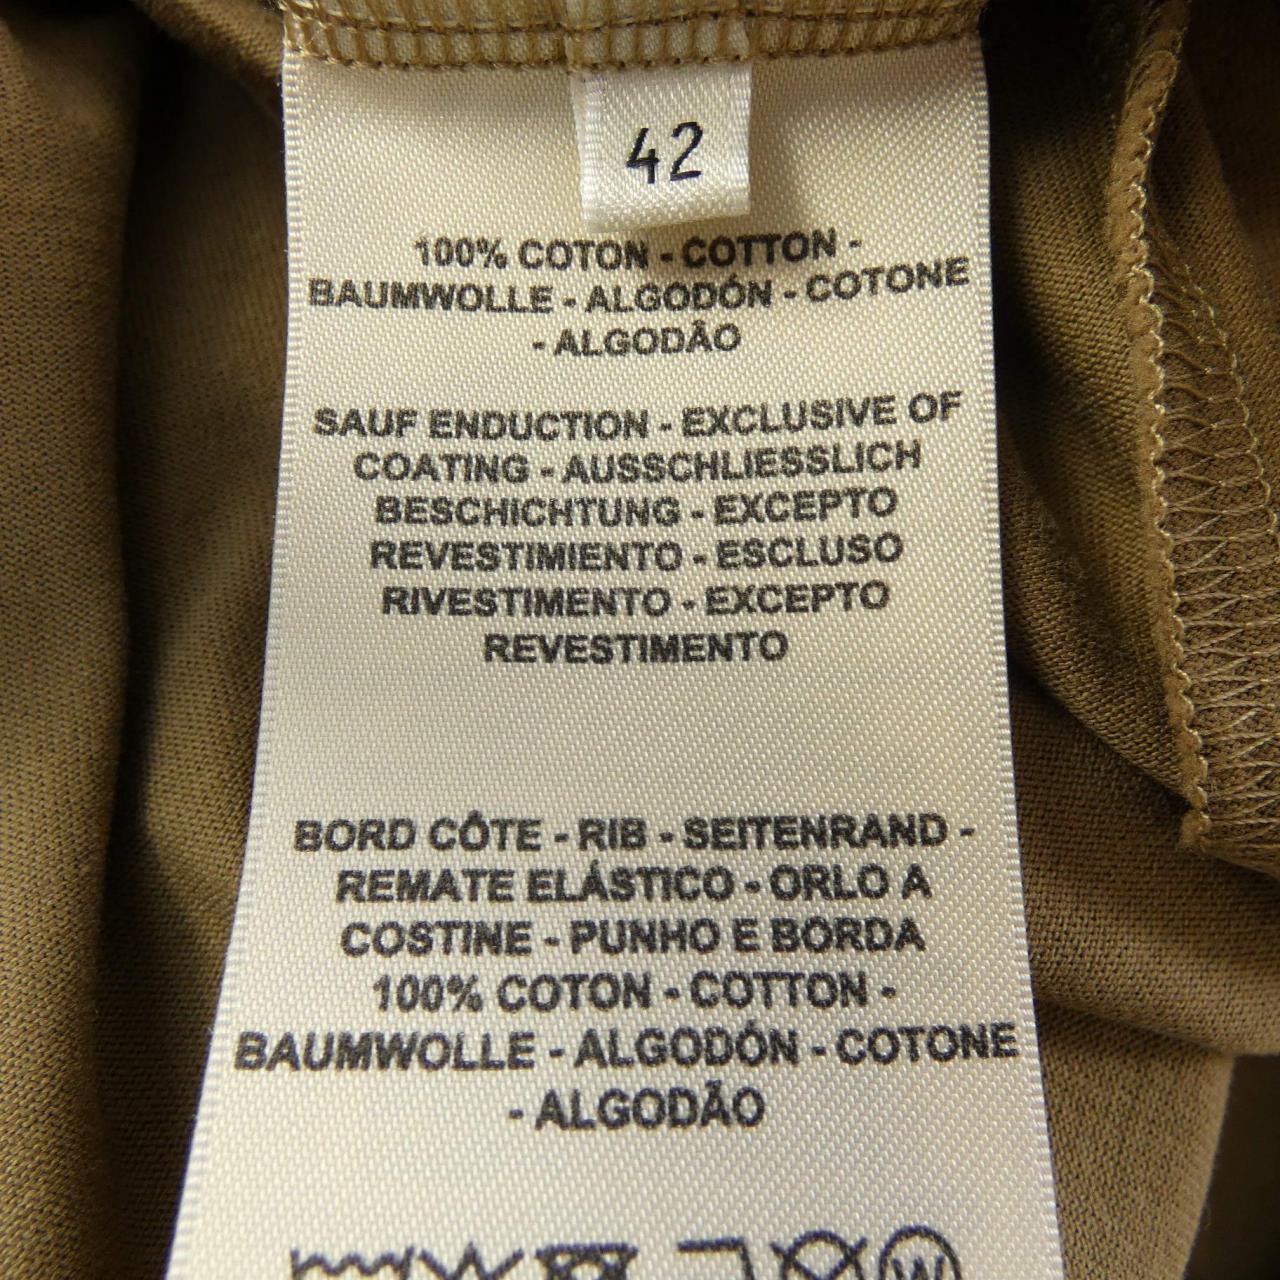 42
100% COTON - COTTON -
BAUMWOLLE - ALGODÓN - COTONE
- ALGODÂO
SAUF ENDUCTION - EXCLUSIVE OF
COATING - AUSSCHLIESSLICH
BESCHICHTUNG - EXCEPTO
REVESTIMIENTO - ESCLUSO
RIVESTIMENTO - EXCEPTO
REVESTIMENTO
BORD CÔTE - RIB - SEITENRAND -
REMATE ELÁSTICO - ORLO A
COSTINE - PUNHO E BORDA
100% COTON - COTTON -
BAUMWOLLE - ALGODÓN - COTONE
- ALGODÃO
W